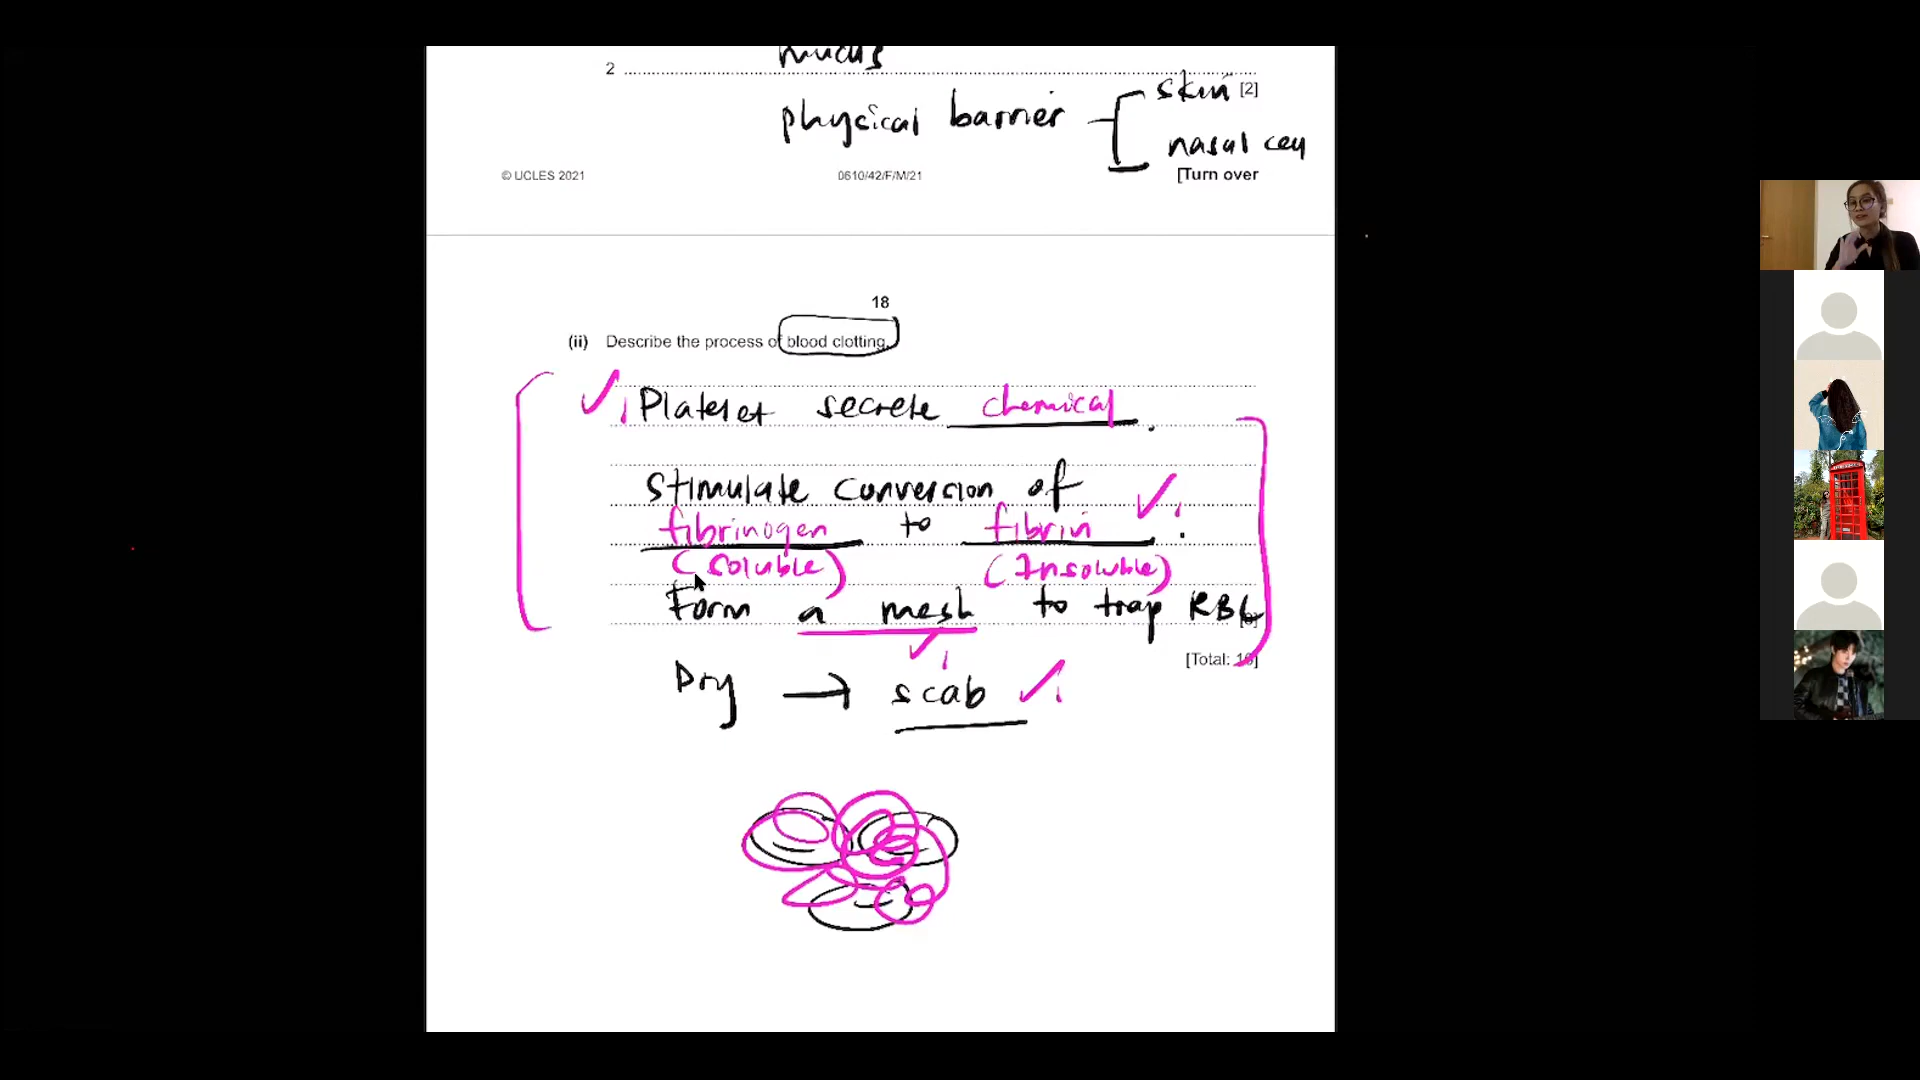 mucus
2
[2]
physical barrier
skin
nasal
© UCLES 2021
0610/42/F/M/21
[Turn over
18
(ii) Describe the process of blood clotting.
Platelet secrete chemical.
Stimulate conversion of
fibrinogen to fibrin.
(soluble) (Insoluble)
Form a mesh to trap RBC
[Total:
Dry → scab